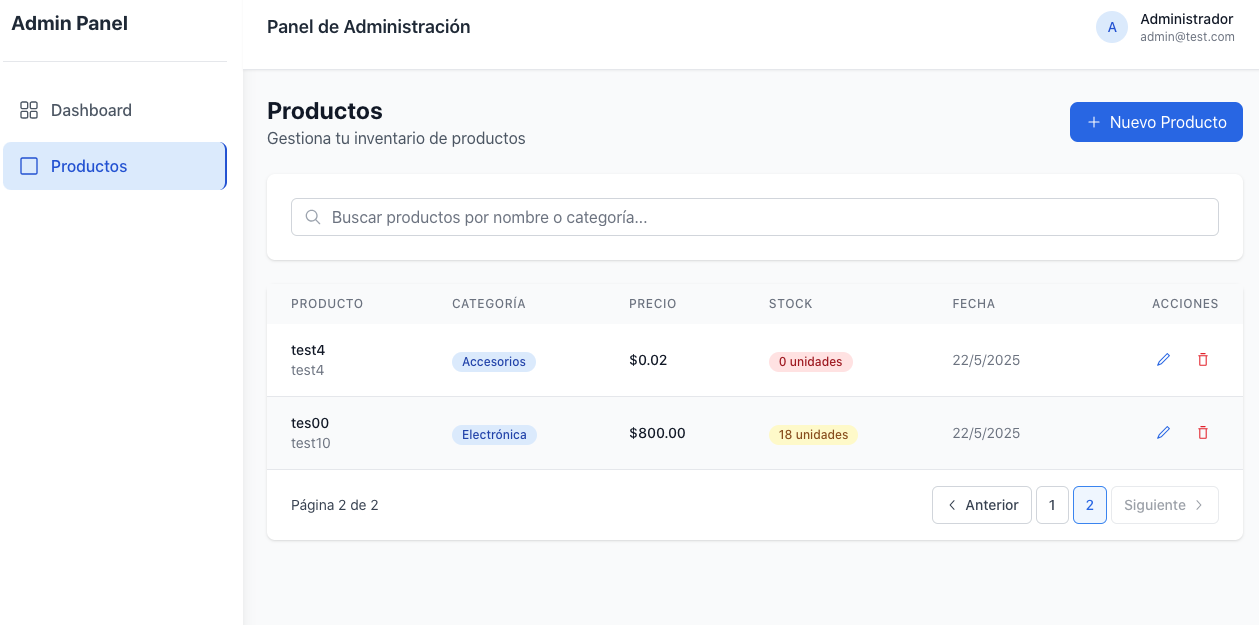 Admin Panel
Panel de Administración
A
Administrador
admin@test.com
Dashboard
Productos
Productos
Gestiona tu inventario de productos
Nuevo Producto
Buscar productos por nombre o categoría...
PRODUCTO CATEGORÍA PRECIO STOCK FECHA ACCIONES
test4
test4
Accesorios $0.02 0 unidades 22/5/2025
tes00
test10
Electrónica $800.00 18 unidades 22/5/2025
Página 2 de 2
Anterior 1 2 Siguiente